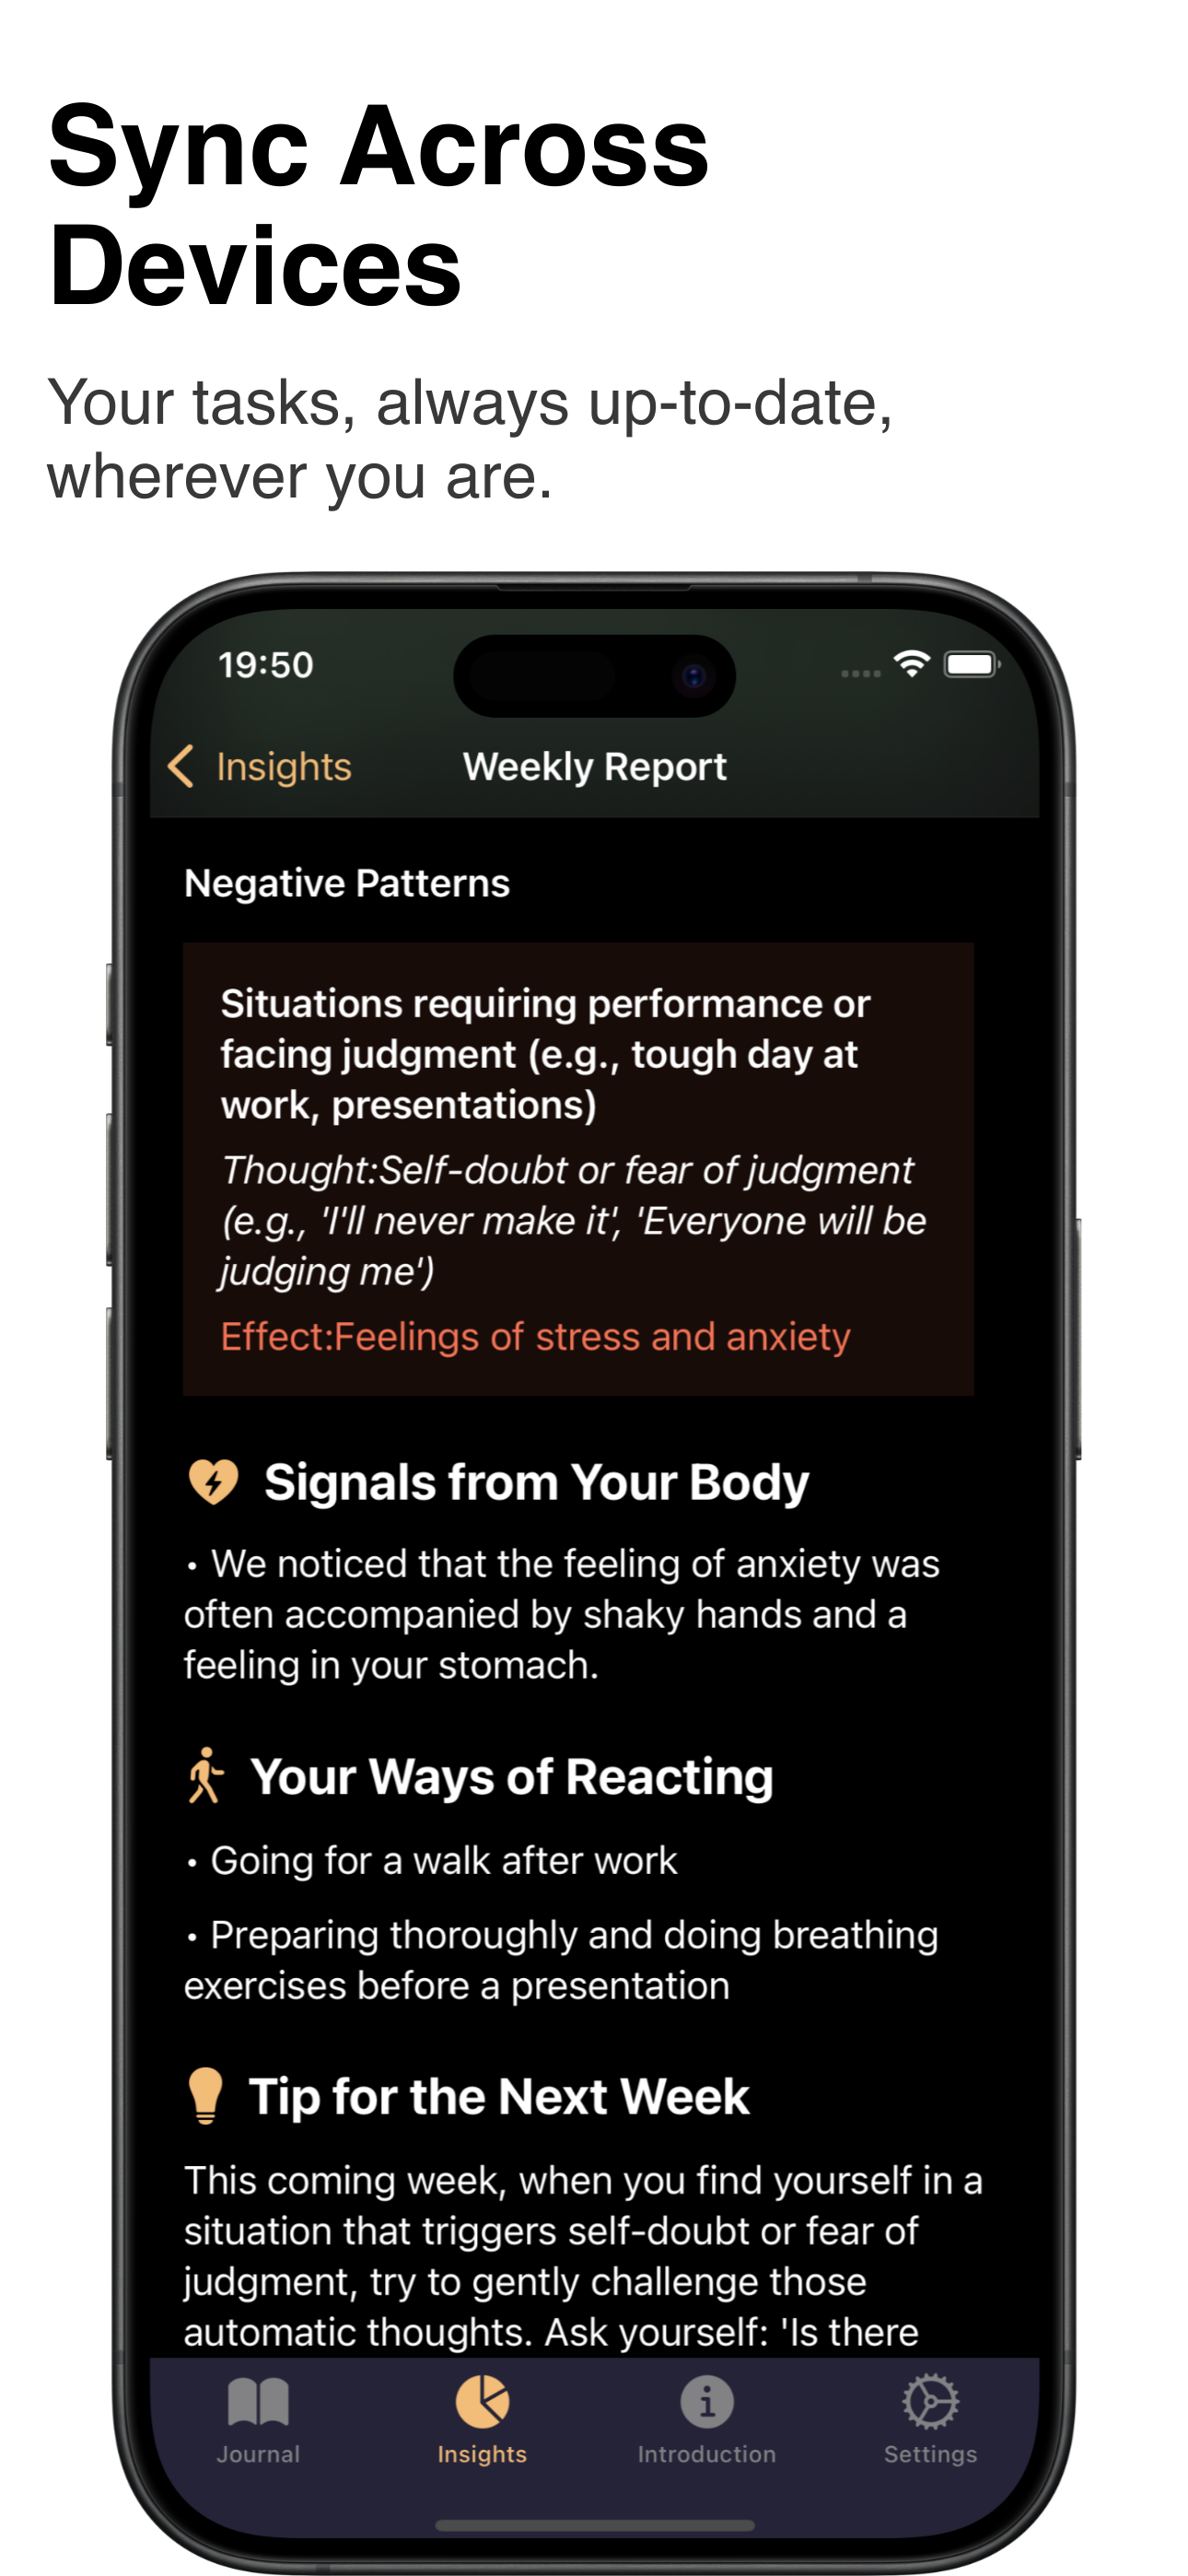 Sync Across
Devices
Your tasks, always up-to-date,
wherever you are.
19:50
Insights
Weekly Report
Negative Patterns
Situations requiring performance or
facing judgment (e.g., tough day at
work, presentations)
Thought:Self-doubt or fear of judgment
(e.g., 'I'll never make it', 'Everyone will be
judging me')
Effect:Feelings of stress and anxiety
Signals from Your Body
• We noticed that the feeling of anxiety was
often accompanied by shaky hands and a
feeling in your stomach.
Your Ways of Reacting
• Going for a walk after work
• Preparing thoroughly and doing breathing
exercises before a presentation
Tip for the Next Week
This coming week, when you find yourself in a
situation that triggers self-doubt or fear of
judgment, try to gently challenge those
automatic thoughts. Ask yourself: 'Is there
Journal
Insights
Introduction
Settings